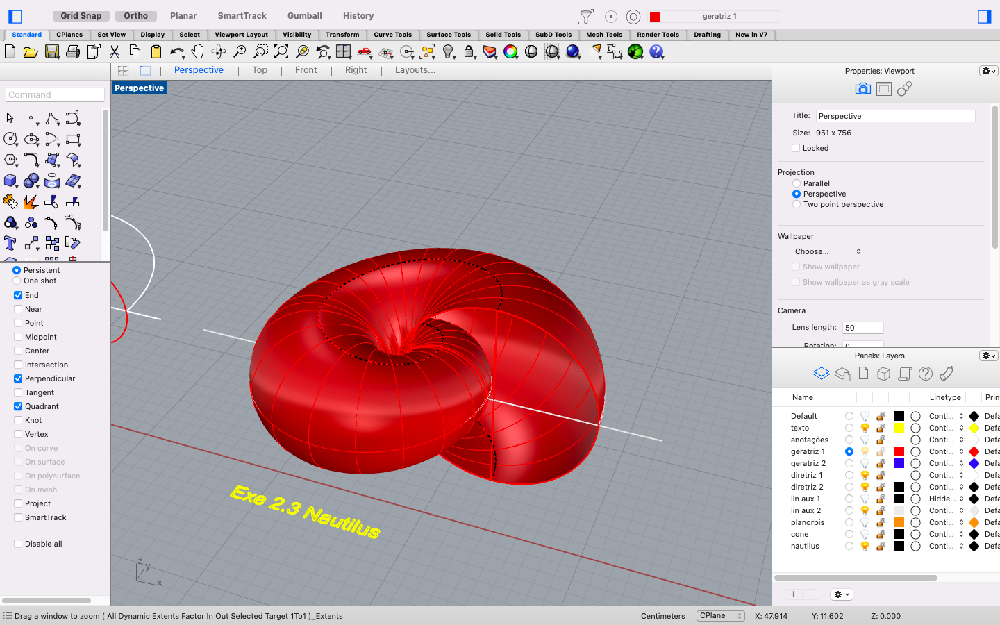 Grid Snap Ortho Planar SmartTrack Gumball History geratriz 1
Standard CPlanes Set View Display Select Viewport Layout Visibility Transform Curve Tools Surface Tools Solid Tools SubD Tools Mesh Tools Render Tools Drafting New in V7
Perspective Top Front Right Layouts...
Perspective
Command
Persistent
One shot
End
Near
Point
Midpoint
Center
Intersection
Perpendicular
Tangent
Quadrant
Knot
Vertex
On curve
On surface
On polysurface
On mesh
Project
SmartTrack
Disable all
Exe 2.3 Nautilus
z
y
x
Properties: Viewport
Title: Perspective
Size: 951 x 756
Locked
Projection
Parallel
Perspective
Two point perspective
Wallpaper
Choose...
Show wallpaper
Show wallpaper as gray scale
Camera
Lens length: 50
Rotation: 0
Panels: Layers
Name Linetype Prin
Default Conti... Defa
texto Conti... Defa
anotações Conti... Defa
geratriz 1 Conti... Defa
geratriz 2 Conti... Defa
diretriz 1 Conti... Defa
diretriz 2 Conti... Defa
lin aux 1 Hidde... Defa
lin aux 2 Conti... Defa
planorbis Conti... Defa
cone Conti... Defa
nautilus Conti... Defa
Drag a window to zoom ( All Dynamic Extents Factor In Out Selected Target 1To1 )_Extents
Centimeters CPlane X: 47.914 Y: 11.602 Z: 0.000